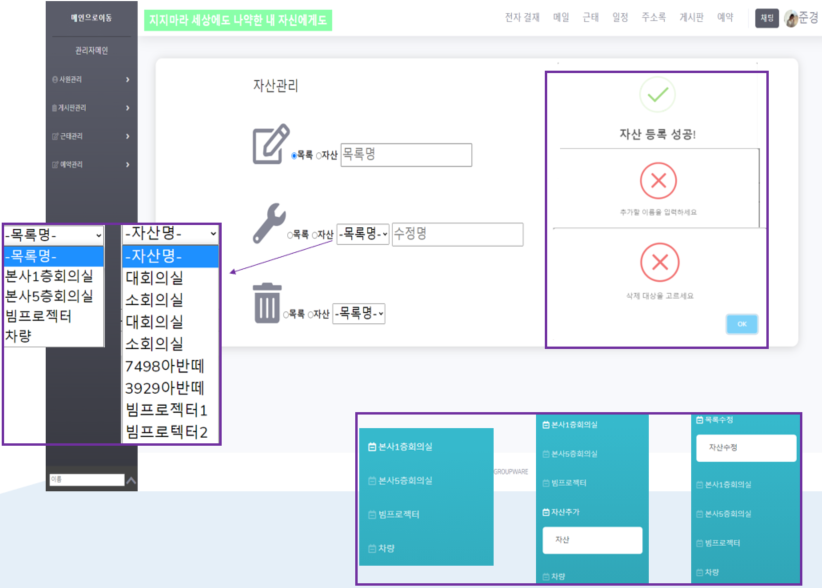 메인으로이동
지지마라 세상에도 나약한 내 자신에게도
전자 결재 메일 근태 일정 주소록 게시판 예약 채팅 준경
관리자메인
사원관리
게시판관리
근태관리
예약관리
자산관리
목록 자산 목록명
목록 자산 -목록명- 수정명
목록 자산 -목록명-
자산 등록 성공!
추가할 이름을 입력하세요
삭제 대상을 고르세요
OK
-목록명-
-목록명-
본사1층회의실
본사5층회의실
빔프로젝터
차량
-자산명-
-자산명-
대회의실
소회의실
대회의실
소회의실
7498아반떼
3929아반떼
빔프로젝터1
빔프로텍터2
이름
본사1층회의실
본사5층회의실
빔프로젝터
차량
GROUPWARE
본사1층회의실
본사5층회의실
빔프로젝터
자산추가
자산
차량
목록수정
자산수정
본사1층회의실
본사5층회의실
빔프로젝터
차량